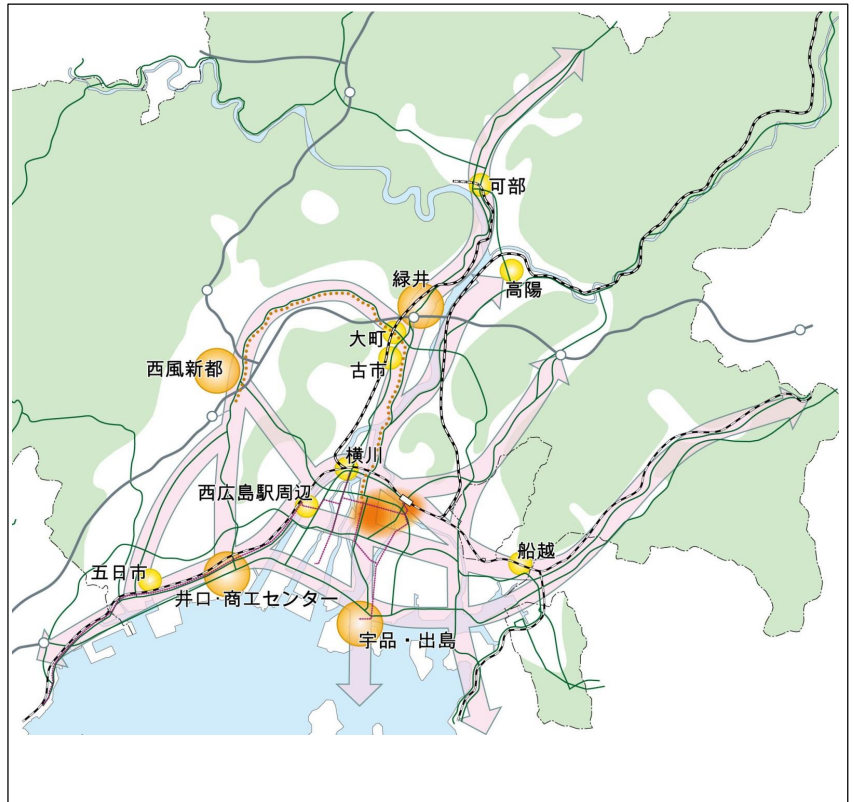 可部
高陽
緑井
大町
古市
西風新都
横川
西広島駅周辺
船越
五日市
井口・商工センター
宇品・出島